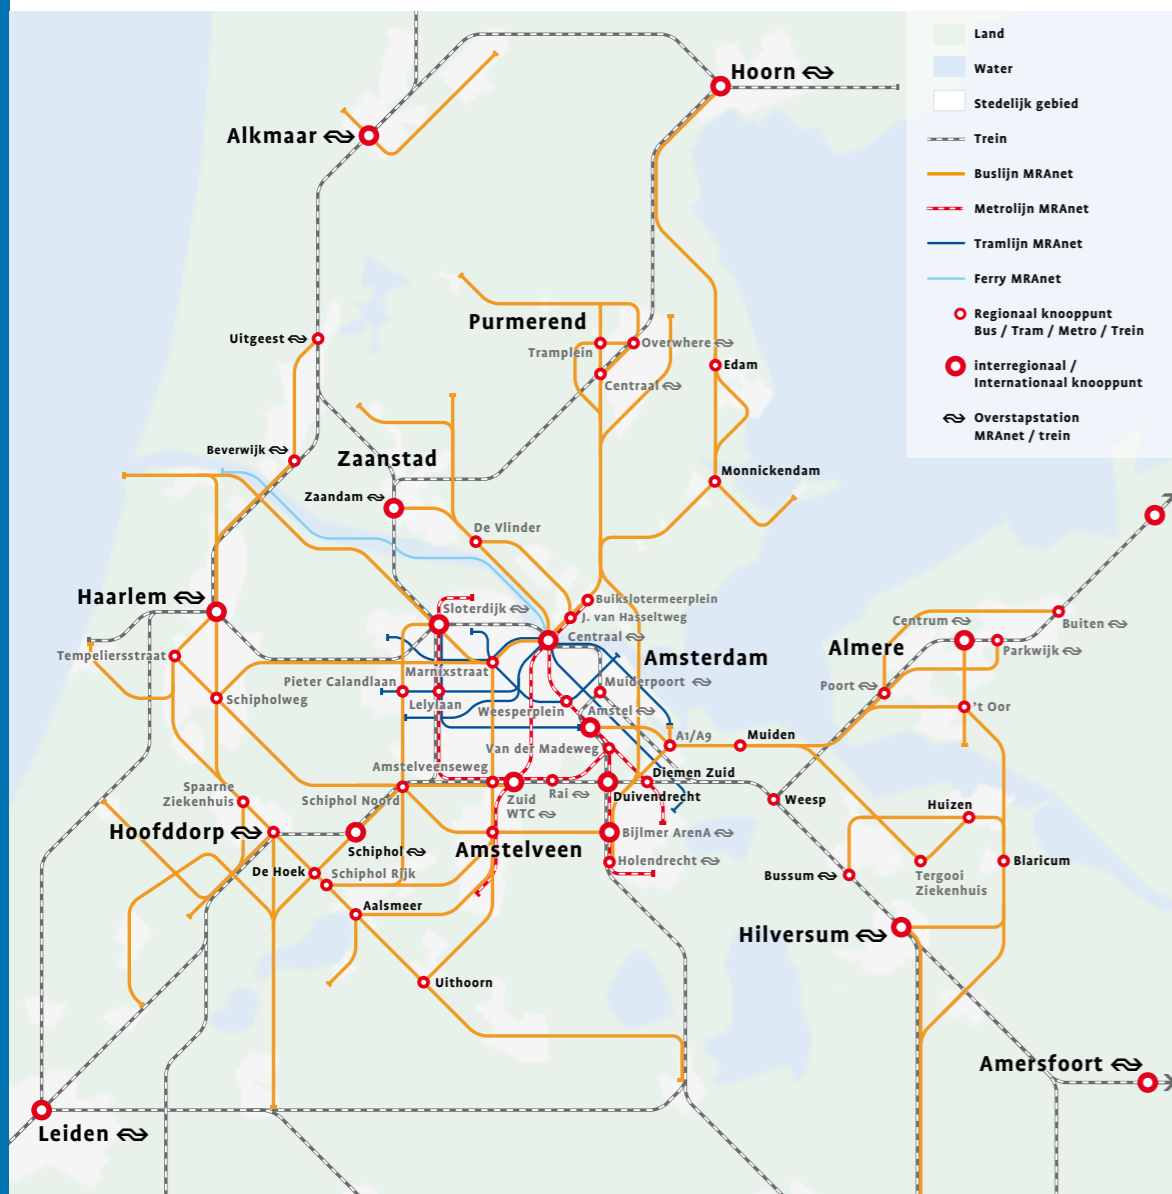 Hoorn
Alkmaar
Land
Water
Stedelijk gebied
Trein
Buslijn MRAnet
Metrolijn MRAnet
Tramlijn MRAnet
Ferry MRAnet
Regionaal knooppunt
Bus / Tram / Metro / Trein
interregionaal /
Internationaal knooppunt
Overstapstation
MRAnet / trein
Purmerend
Uitgeest
Tramplein
Overwhere
Edam
Centraal
Beverwijk
Zaanstad
Monnickendam
Zaandam
De Vlinder
Haarlem
Sloterdijk
Buikslotermeerplein
J. van Hasseltweg
Centraal
Amsterdam
Tempeliersstraat
Marnixstraat
Pieter Calandlaan
Schipholweg
Lelylaan
Weesperplein
Muiderpoort
Amstel
Almere
Centrum
Buiten
Parkwijk
Poort
't Oor
Van der Madeweg
A1/A9
Muiden
Amstelveenseweg
Diemen Zuid
Spaarne
Ziekenhuis
Schiphol Noord
Zuid
WTC
Rai
Duivendrecht
Weesp
Huizen
Hoofddorp
Schiphol
Amstelveen
Bijlmer ArenA
Holendrecht
De Hoek
Schiphol Rijk
Bussum
Tergooi
Ziekenhuis
Blaricum
Aalsmeer
Hilversum
Uithoorn
Amersfoort
Leiden